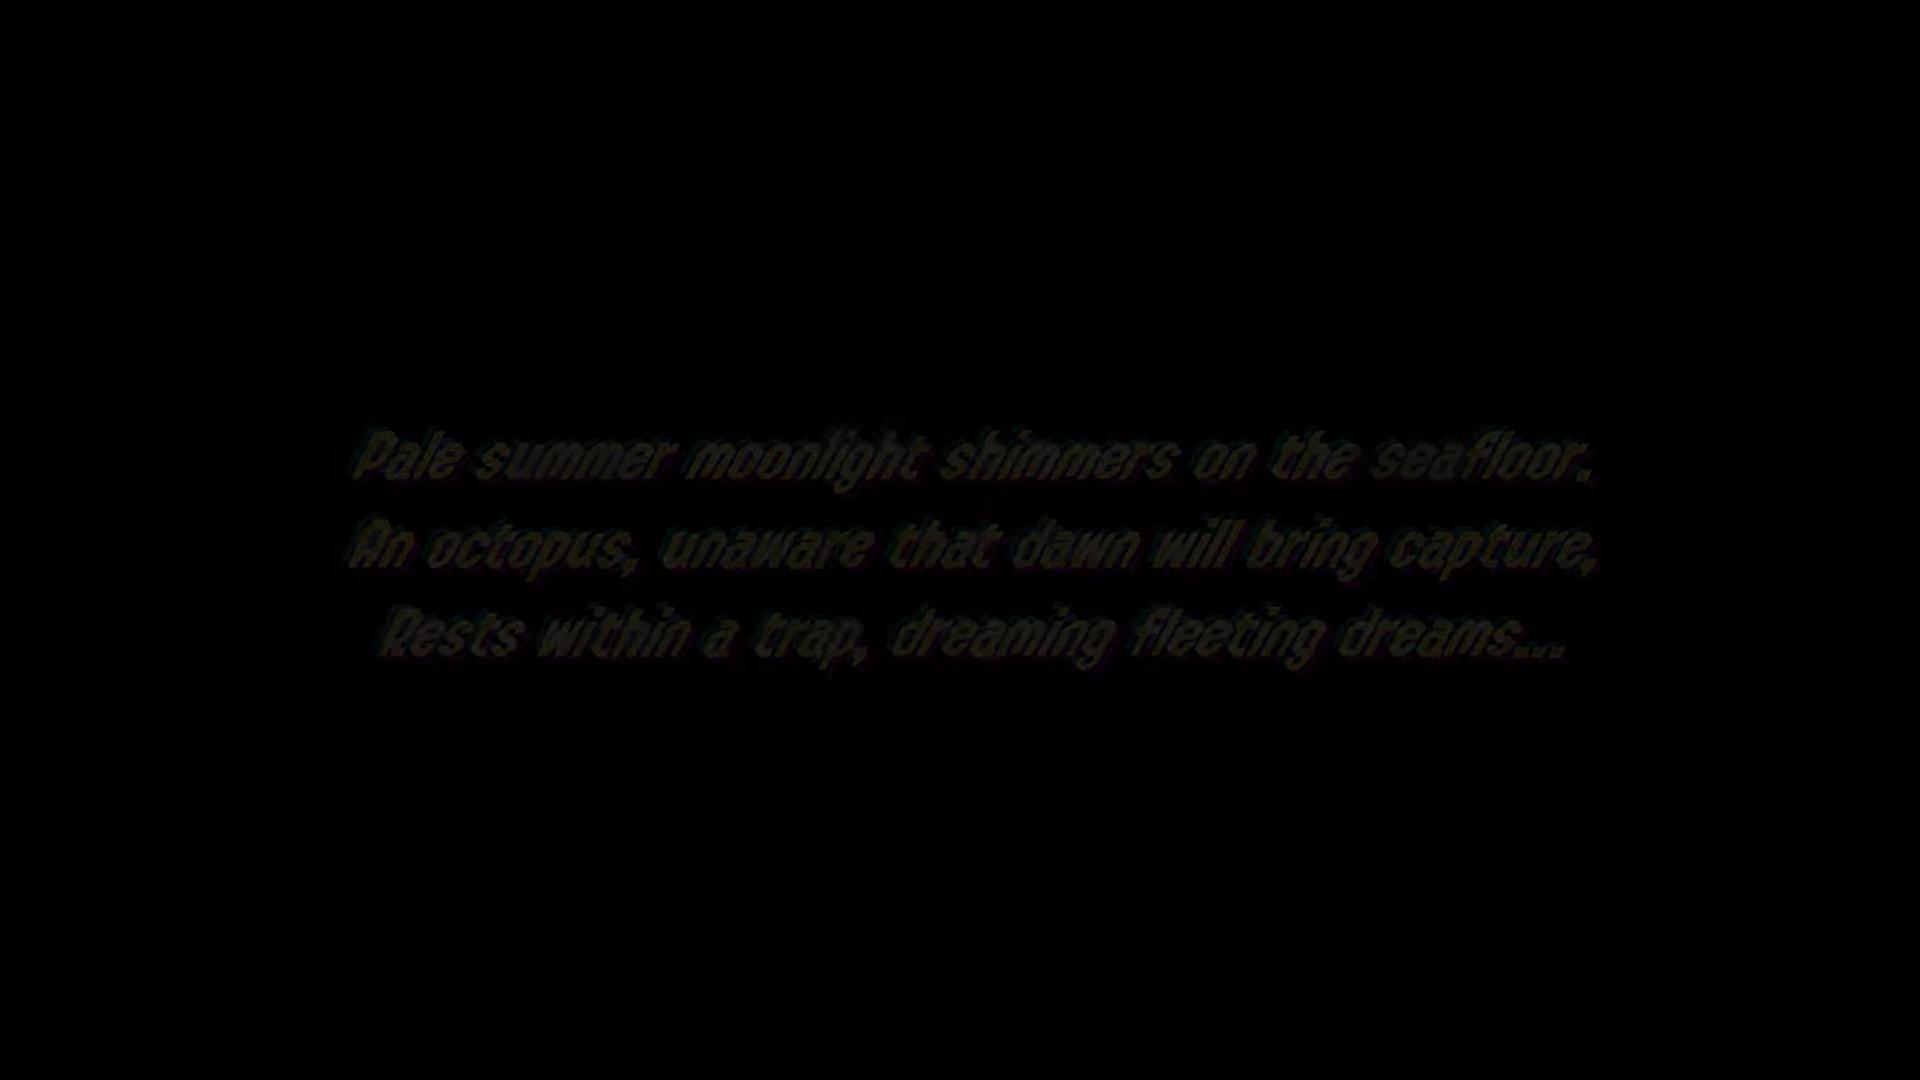 Pale summer moonlight shimmers on the seafloor.
An octopus, unaware that dawn will bring capture,
Rests within a trap, dreaming fleeting dreams...